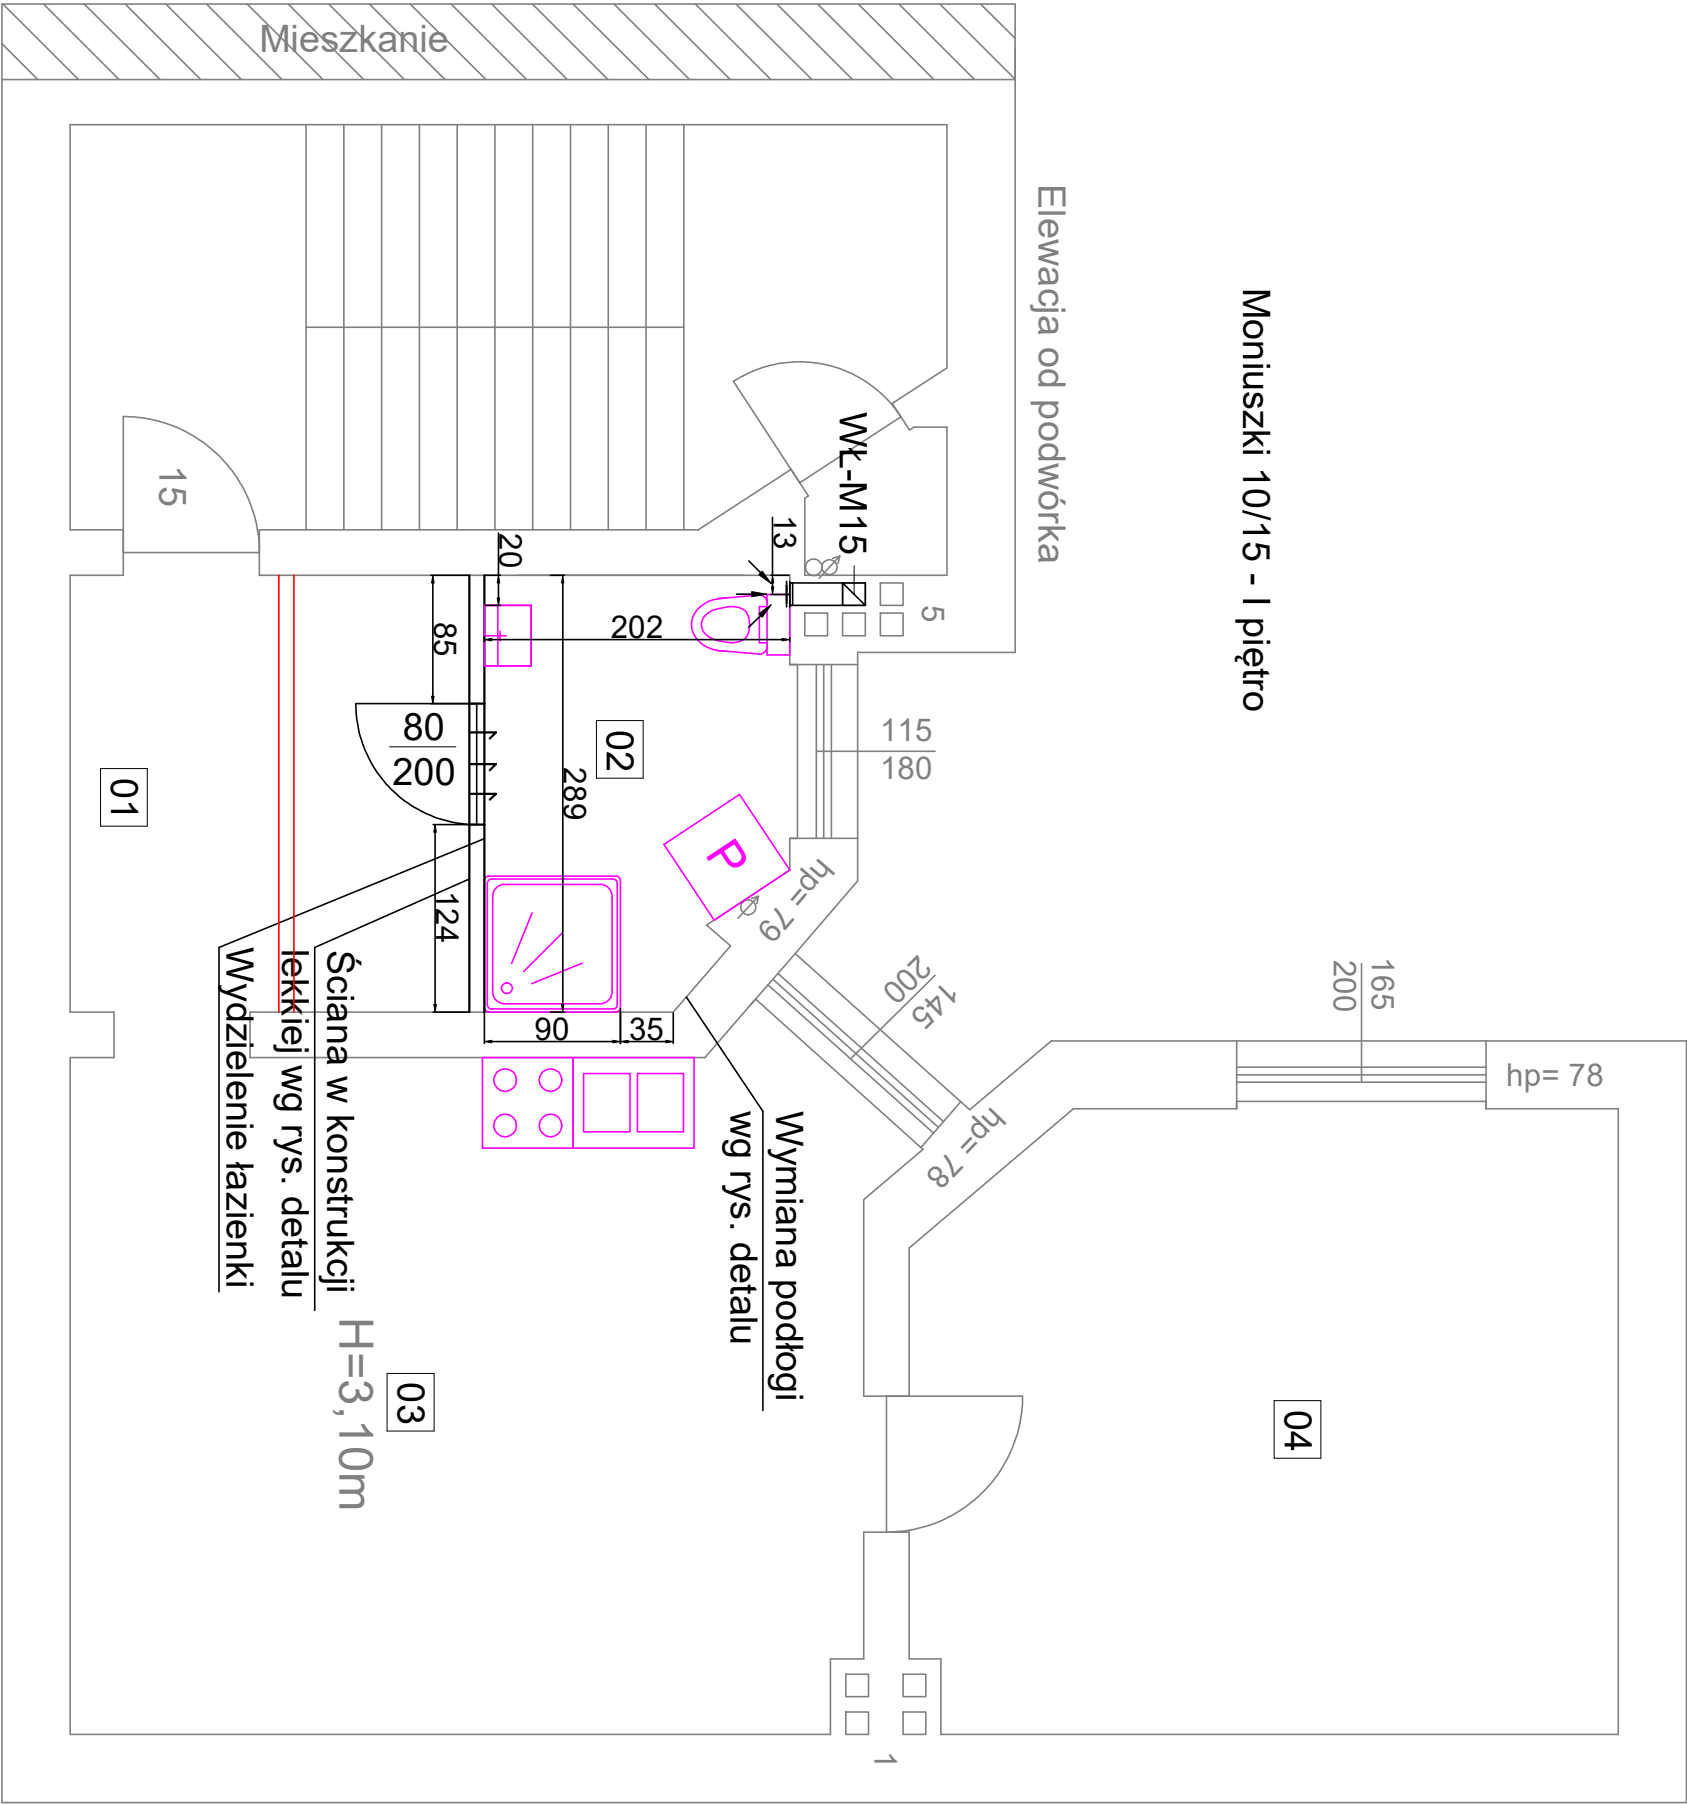 Mieszkanie
Elewacja od podwórka
Moniuszki 10/15 - I piętro
WŁ-M15
15
13
20
5
202
85
115
180
80
200
02
289
01
hp= 79
124
145
200
165
200
hp= 78
90
35
hp= 78
Wymiana podłogi
wg rys. detalu
Ściana w konstrukcji
lekkiej wg rys. detalu
Wydzielenie łazienki
P
H=3,10m
03
04
1